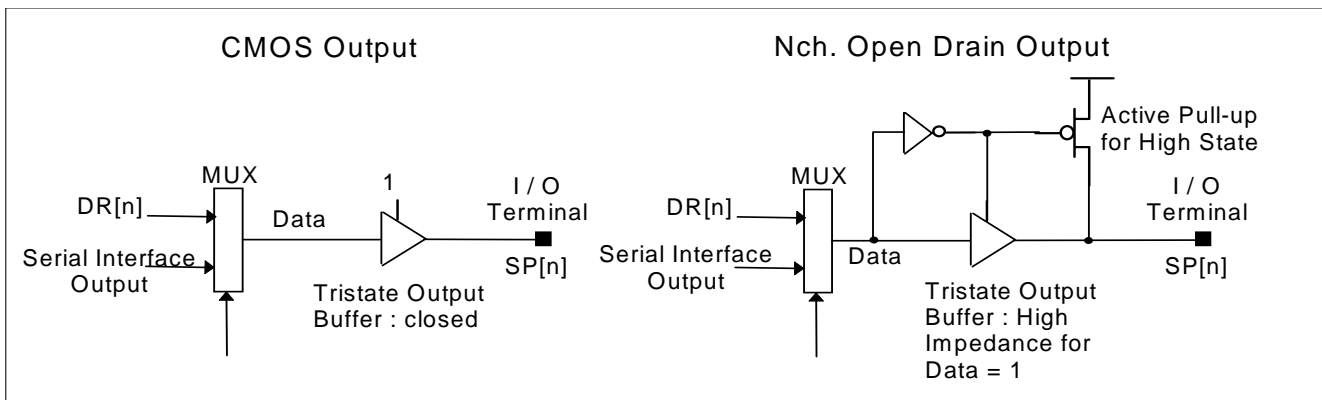 CMOS Output
MUX
DR[n]
Serial Interface
Output
Data
1
I / O
Terminal
SP[n]
Tristate Output
Buffer : closed
Nch. Open Drain Output
Active Pull-up
for High State
MUX
DR[n]
Serial Interface
Output
Data
I / O
Terminal
SP[n]
Tristate Output
Buffer : High
Impedance for
Data = 1